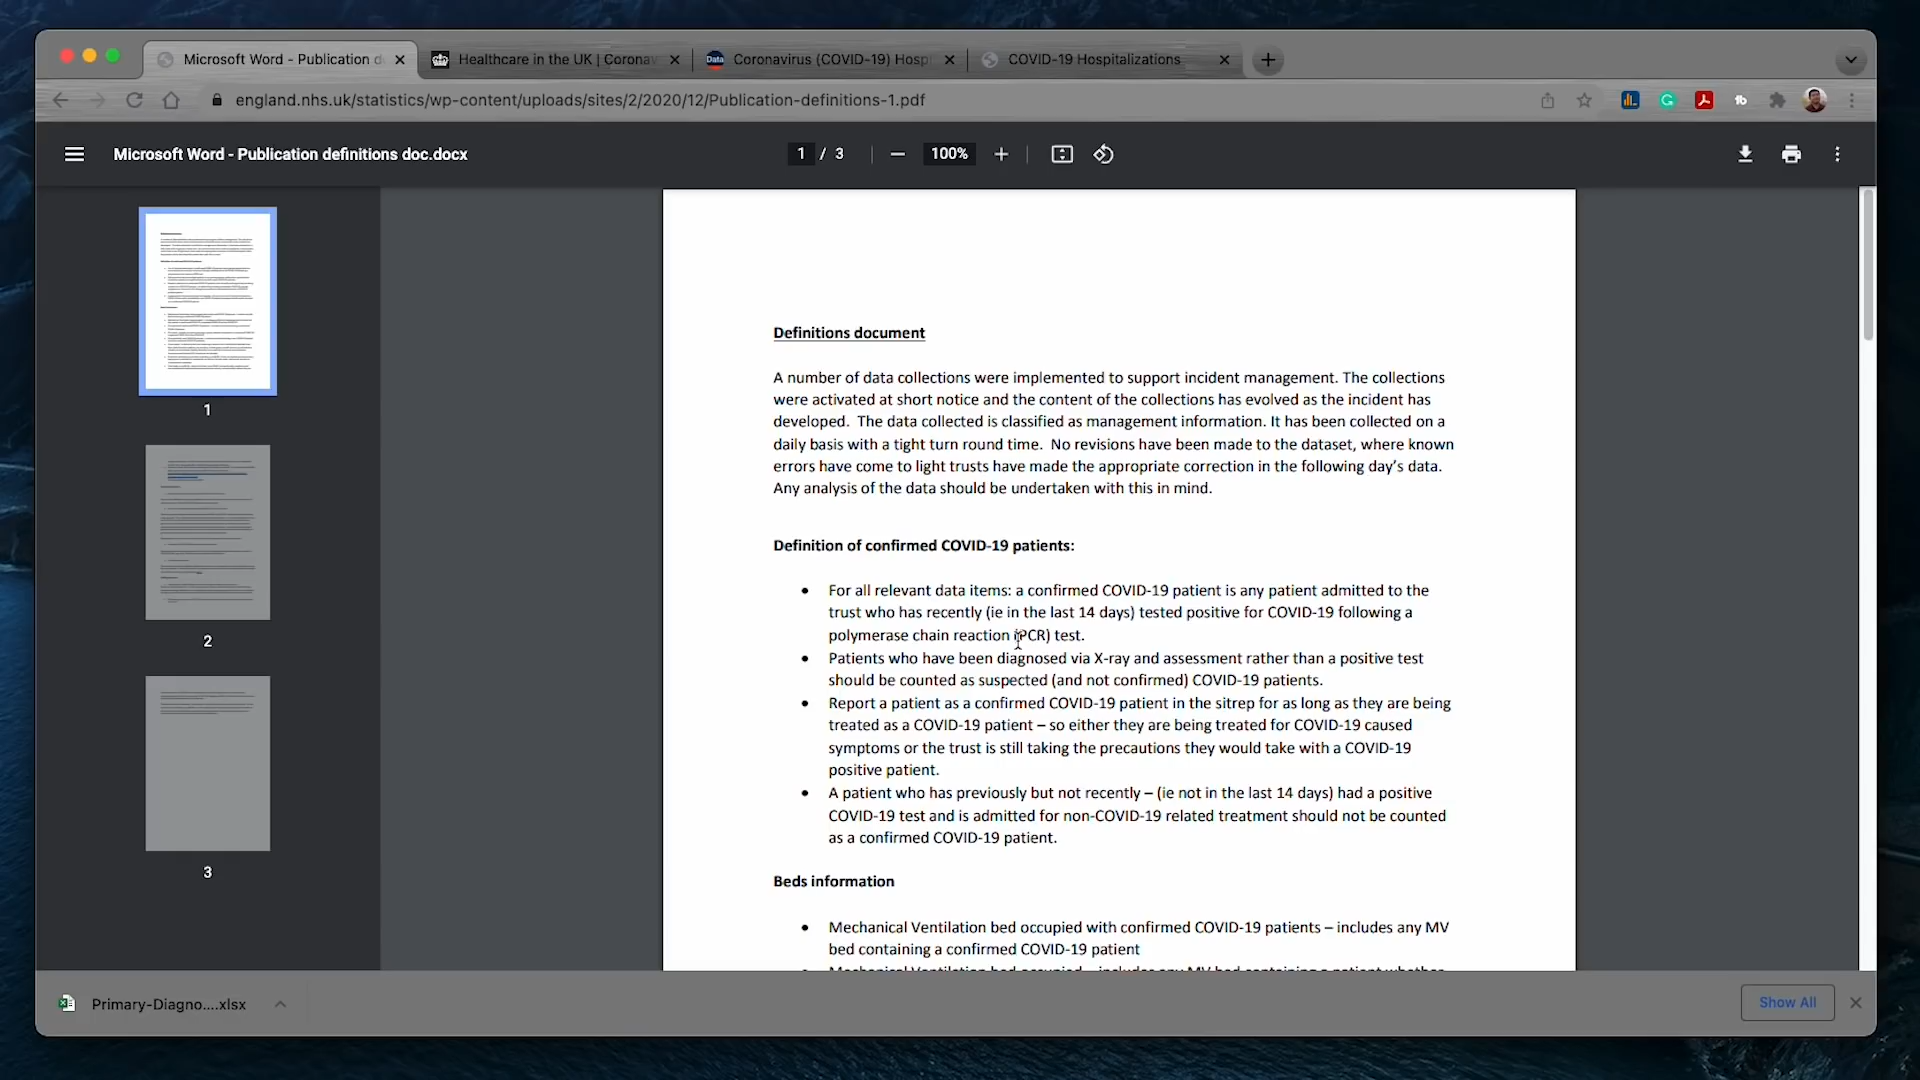 Microsoft Word - Publication d
Healthcare in the UK | Corona
Data
Coronavirus (COVID-19) Hosp
COVID-19 Hospitalizations
england.nhs.uk/statistics/wp-content/uploads/sites/2/2020/12/Publication-definitions-1.pdf
Microsoft Word - Publication definitions doc.docx
1 / 3
100%
Definitions document
A number of data collections were implemented to support incident management. The collections
were activated at short notice and the content of the collections has evolved as the incident has
developed. The data collected is classified as management information. It has been collected on a
daily basis with a tight turn round time. No revisions have been made to the dataset, where known
errors have come to light trusts have made the appropriate correction in the following day's data.
Any analysis of the data should be undertaken with this in mind.
Definition of confirmed COVID-19 patients:
• For all relevant data items: a confirmed COVID-19 patient is any patient admitted to the
trust who has recently (ie in the last 14 days) tested positive for COVID-19 following a
polymerase chain reaction (PCR) test.
• Patients who have been diagnosed via X-ray and assessment rather than a positive test
should be counted as suspected (and not confirmed) COVID-19 patients.
• Report a patient as a confirmed COVID-19 patient in the sitrep for as long as they are being
treated as a COVID-19 patient – so either they are being treated for COVID-19 caused
symptoms or the trust is still taking the precautions they would take with a COVID-19
positive patient.
• A patient who has previously but not recently – (ie not in the last 14 days) had a positive
COVID-19 test and is admitted for non-COVID-19 related treatment should not be counted
as a confirmed COVID-19 patient.
Beds information
• Mechanical Ventilation bed occupied with confirmed COVID-19 patients – includes any MV
bed containing a confirmed COVID-19 patient
Mechanical Ventilation bed occupied – includes any MV bed containing a patient whether
1
2
3
Primary-Diagno....xlsx
Show All